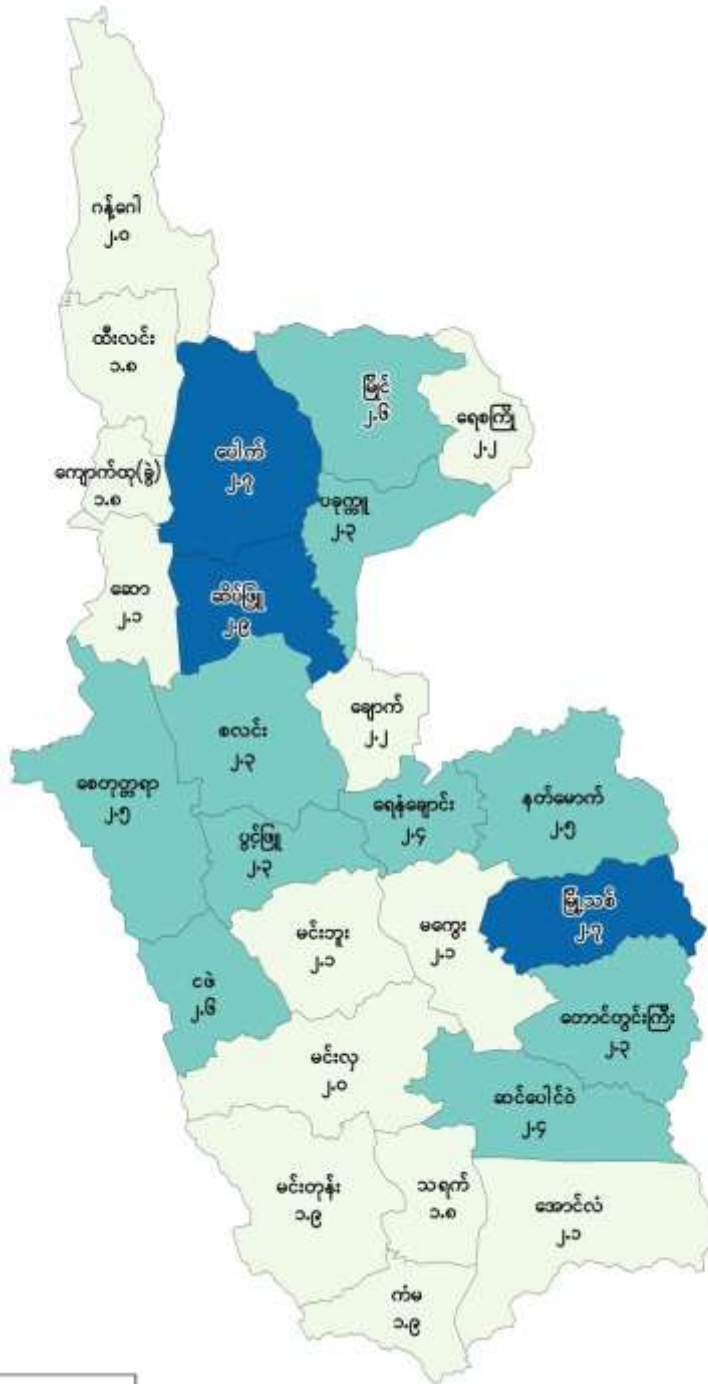 ဂန့်ဂေါ
၂.၀
ထီးလင်း
၁.၈
မြိုင်
၂.၆
ရေစကြို
၂.၂
ပေါက်
၂.၇
ကျောက်ထု(ခွဲ)
၁.၈
ပခုက္ကူ
၂.၃
ဆော
၂.၁
ဆိပ်ဖြူ
၂.၉
ချောက်
၂.၂
စလင်း
၂.၃
စေတုတ္တရာ
၂.၅
ရေနံချောင်း
၂.၄
နတ်မောက်
၂.၅
ပွင့်ဖြူ
၂.၃
မြို့သစ်
၂.၇
မင်းဘူး
၂.၁
မကွေး
၂.၁
ငဖဲ
၂.၆
တောင်တွင်းကြီး
၂.၃
မင်းလှ
၂.၀
ဆင်ပေါင်ဝဲ
၂.၄
မင်းတုန်း
၁.၉
သရက်
၁.၈
အောင်လံ
၂.၁
ကံမ
၁.၉